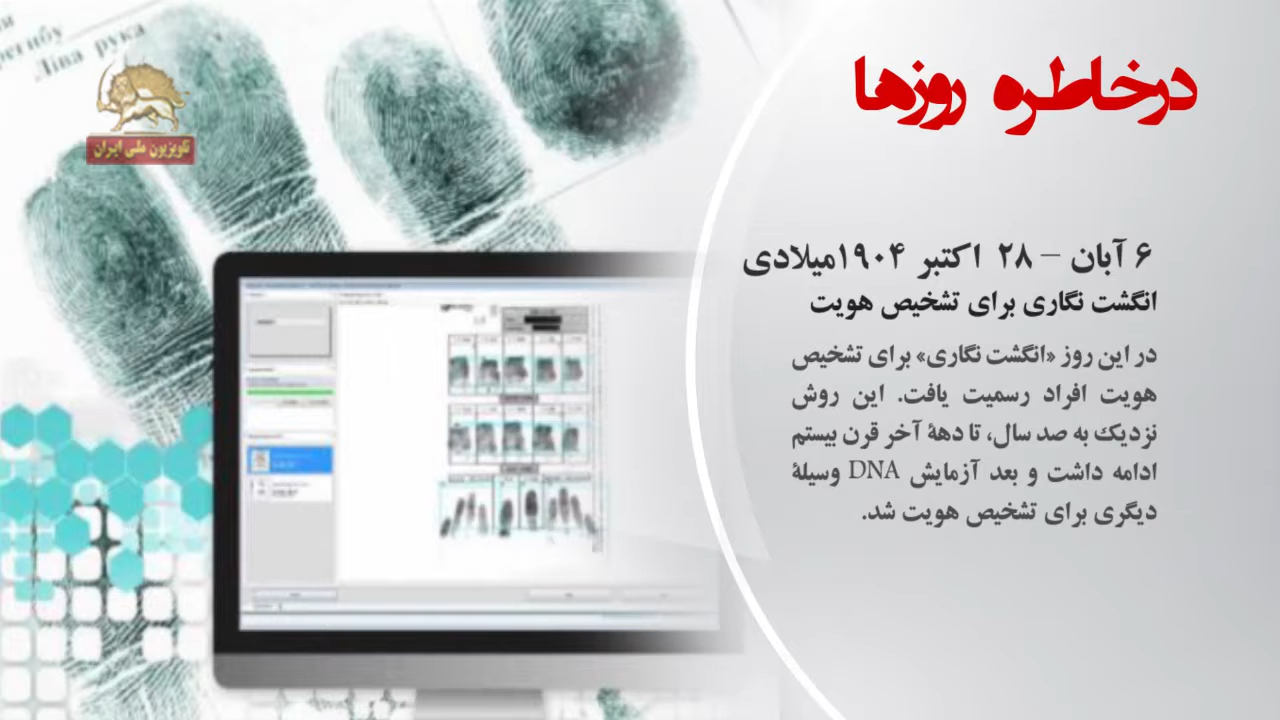 درخاطره روزها
تلویزیون ملی ایران
۶ آبان – ۲۸ اکتبر ۱۹۰۴میلادی
انگشت نگاری برای تشخیص هویت
در این روز «انگشت نگاری» برای تشخیص
هویت افراد رسمیت یافت. این روش
نزدیک به صد سال، تا دههٔ آخر قرن بیستم
ادامه داشت و بعد آزمایش DNA وسیلهٔ
دیگری برای تشخیص هویت شد.
Ліва рука